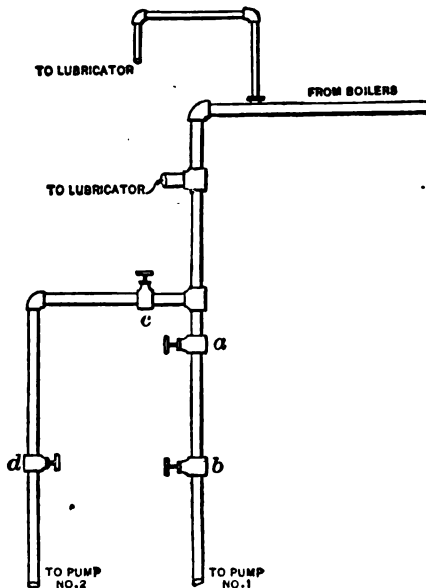 TO LUBRICATOR
FROM BOILERS
TO LUBRICATOR
c
a
d
b
TO PUMP
NO.2
TO PUMP
NO.1